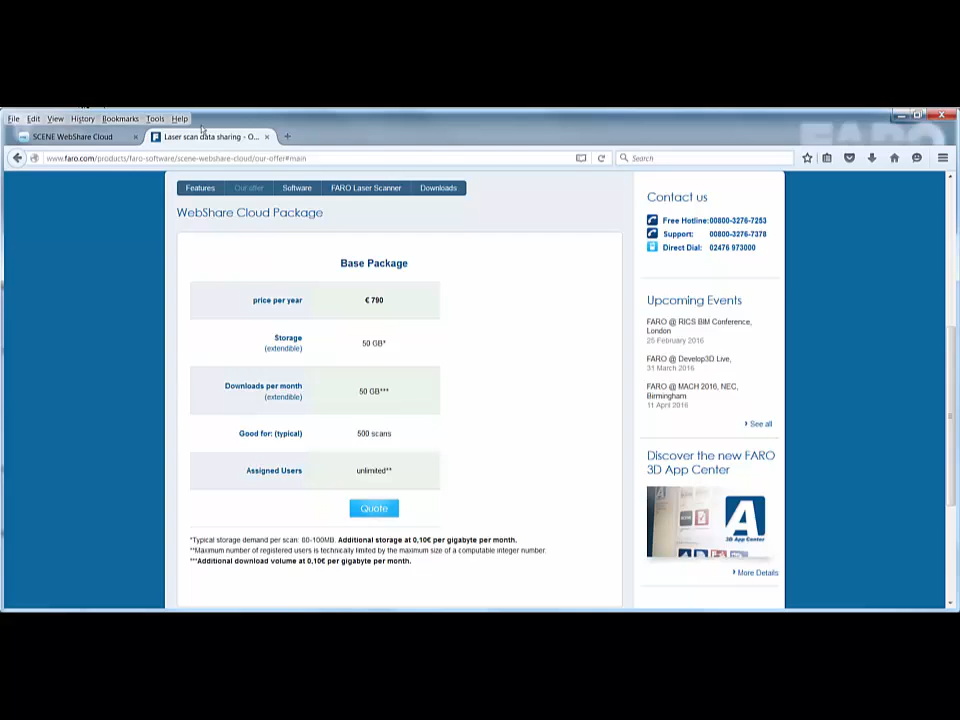 File Edit View History Bookmarks Tools Help
SCENE WebShare Cloud × Laser scan data sharing - O... × +
www.faro.com/products/faro-software/scene-webshare-cloud/our-offer#main Search
FARO
Features Our offer Software FARO Laser Scanner Downloads
WebShare Cloud Package
Base Package
price per year € 790
Storage
(extendible)
50 GB*
Downloads per month
(extendible)
50 GB***
Good for: (typical) 500 scans
Assigned Users unlimited**
Quote
*Typical storage demand per scan: 80-100MB. Additional storage at 0,10€ per gigabyte per month.
**Maximum number of registered users is technically limited by the maximum size of a computable integer number.
***Additional download volume at 0,10€ per gigabyte per month.
Contact us
Free Hotline: 00800-3276-7253
Support: 00800-3276-7378
Direct Dial: 02476 973000
Upcoming Events
FARO @ RICS BIM Conference,
London
25 February 2016
FARO @ Develop3D Live,
31 March 2016
FARO @ MACH 2016, NEC,
Birmingham
11 April 2016
See all
Discover the new FARO
3D App Center
3D App Center
More Details